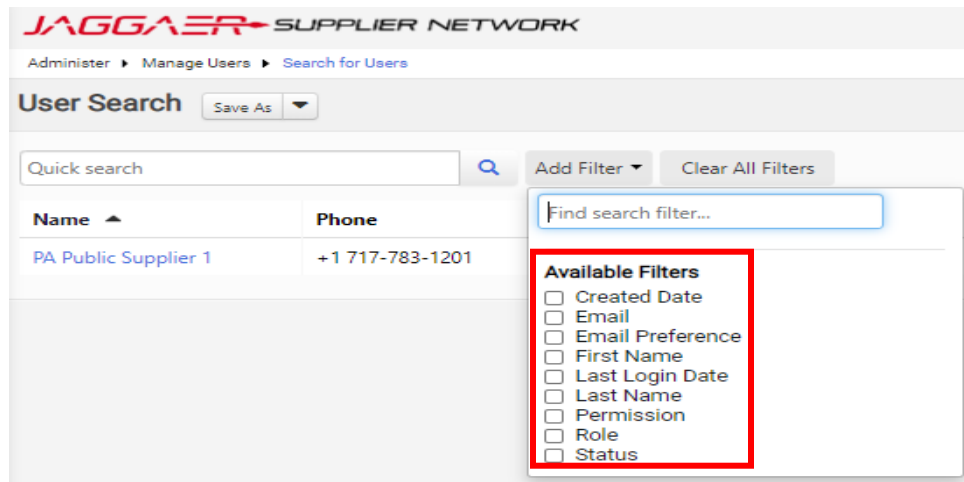 JAGGAER SUPPLIER NETWORK
Administer ▸ Manage Users ▸ Search for Users
User Search Save As
Quick search Add Filter Clear All Filters
Find search filter...
Name Phone
PA Public Supplier 1 +1 717-783-1201
Available Filters
Created Date
Email
Email Preference
First Name
Last Login Date
Last Name
Permission
Role
Status